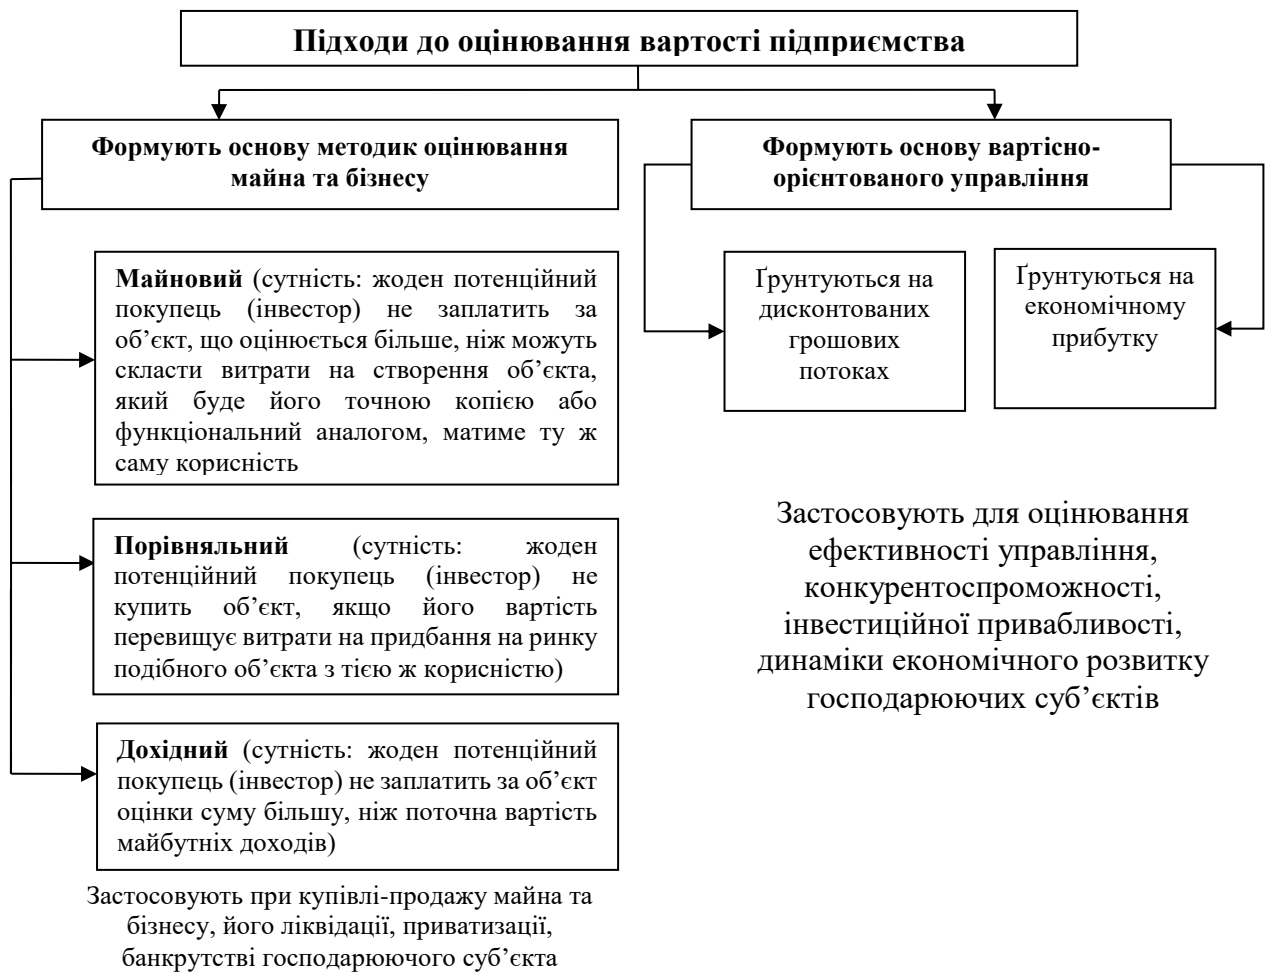 Підходи до оцінювання вартості підприємства
Формують основу методик оцінювання
майна та бізнесу
Майновий (сутність: жоден потенційний
покупець (інвестор) не заплатить за
об’єкт, що оцінюється більше, ніж можуть
скласти витрати на створення об’єкта,
який буде його точною копією або
функціональний аналогом, матиме ту ж
саму корисність
Порівняльний (сутність: жоден
потенційний покупець (інвестор) не
купить об’єкт, якщо його вартість
перевищує витрати на придбання на ринку
подібного об’єкта з тією ж корисністю)
Дохідний (сутність: жоден потенційний
покупець (інвестор) не заплатить за об’єкт
оцінки суму більшу, ніж поточна вартість
майбутніх доходів)
Застосовують при купівлі-продажу майна та
бізнесу, його ліквідації, приватизації,
банкрутстві господарюючого суб’єкта
Формують основу вартісно-
орієнтованого управління
Ґрунтуються на
дисконтованих
грошових
потоках
Ґрунтуються на
економічному
прибутку
Застосовують для оцінювання
ефективності управління,
конкурентоспроможності,
інвестиційної привабливості,
динаміки економічного розвитку
господарюючих суб’єктів